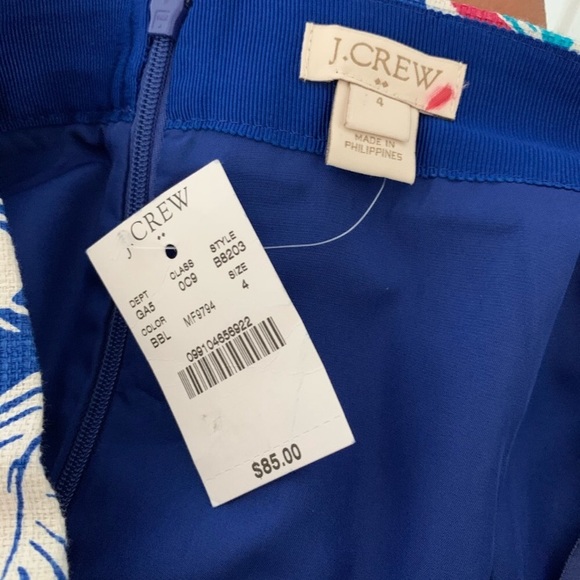 J.CREW
4
MADE IN
PHILIPPINES
J.CREW
DEPT CLASS STYLE
GA5 0C9 B8203
COLOR SIZE
BBL MF9794 4
099104656922
$85.00